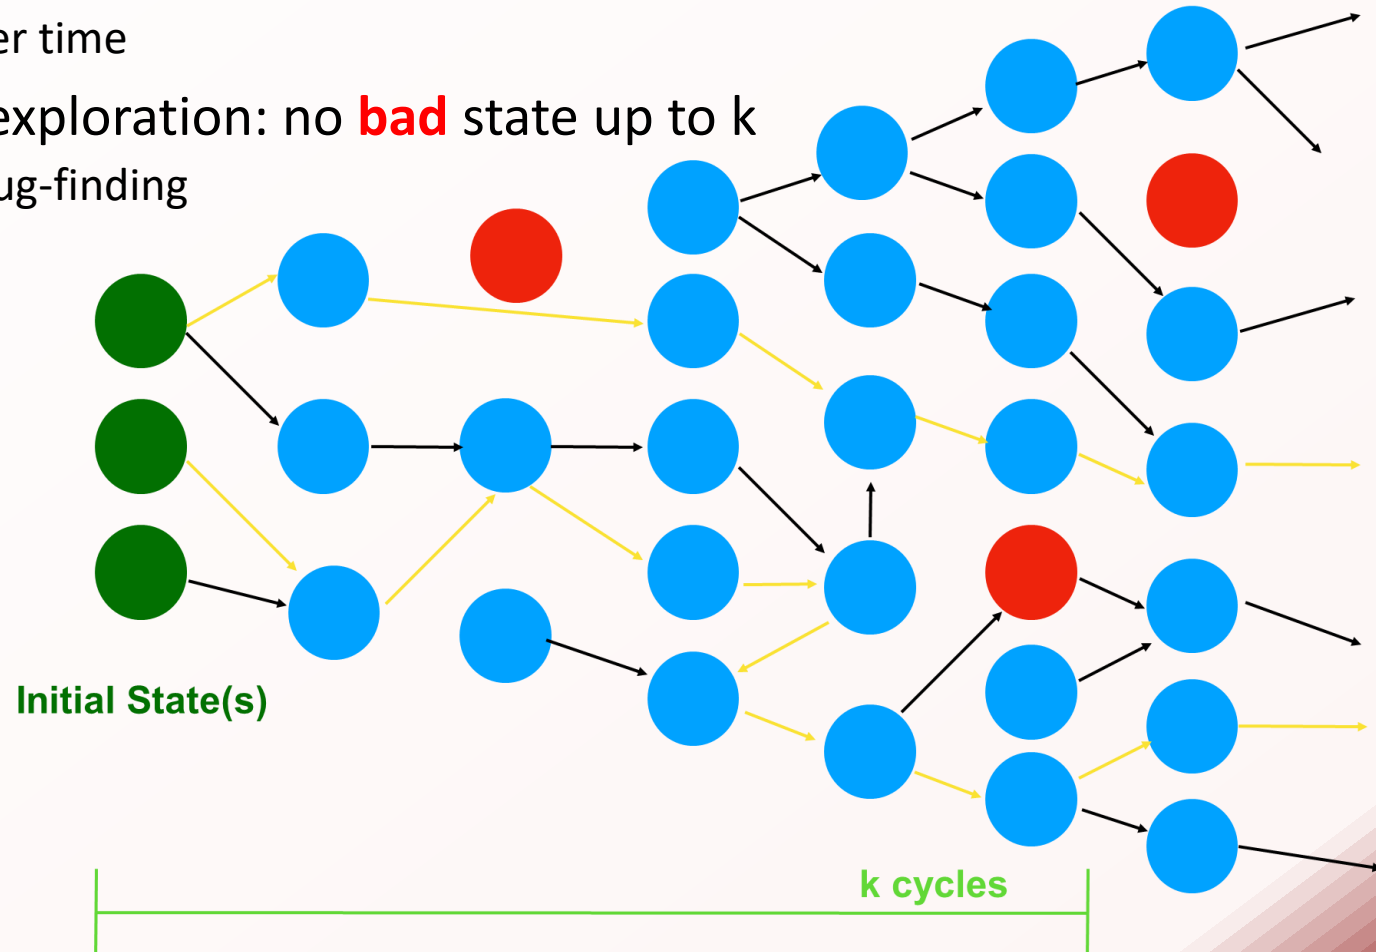 er time
exploration: no bad state up to k
ug-finding
Initial State(s)
k cycles